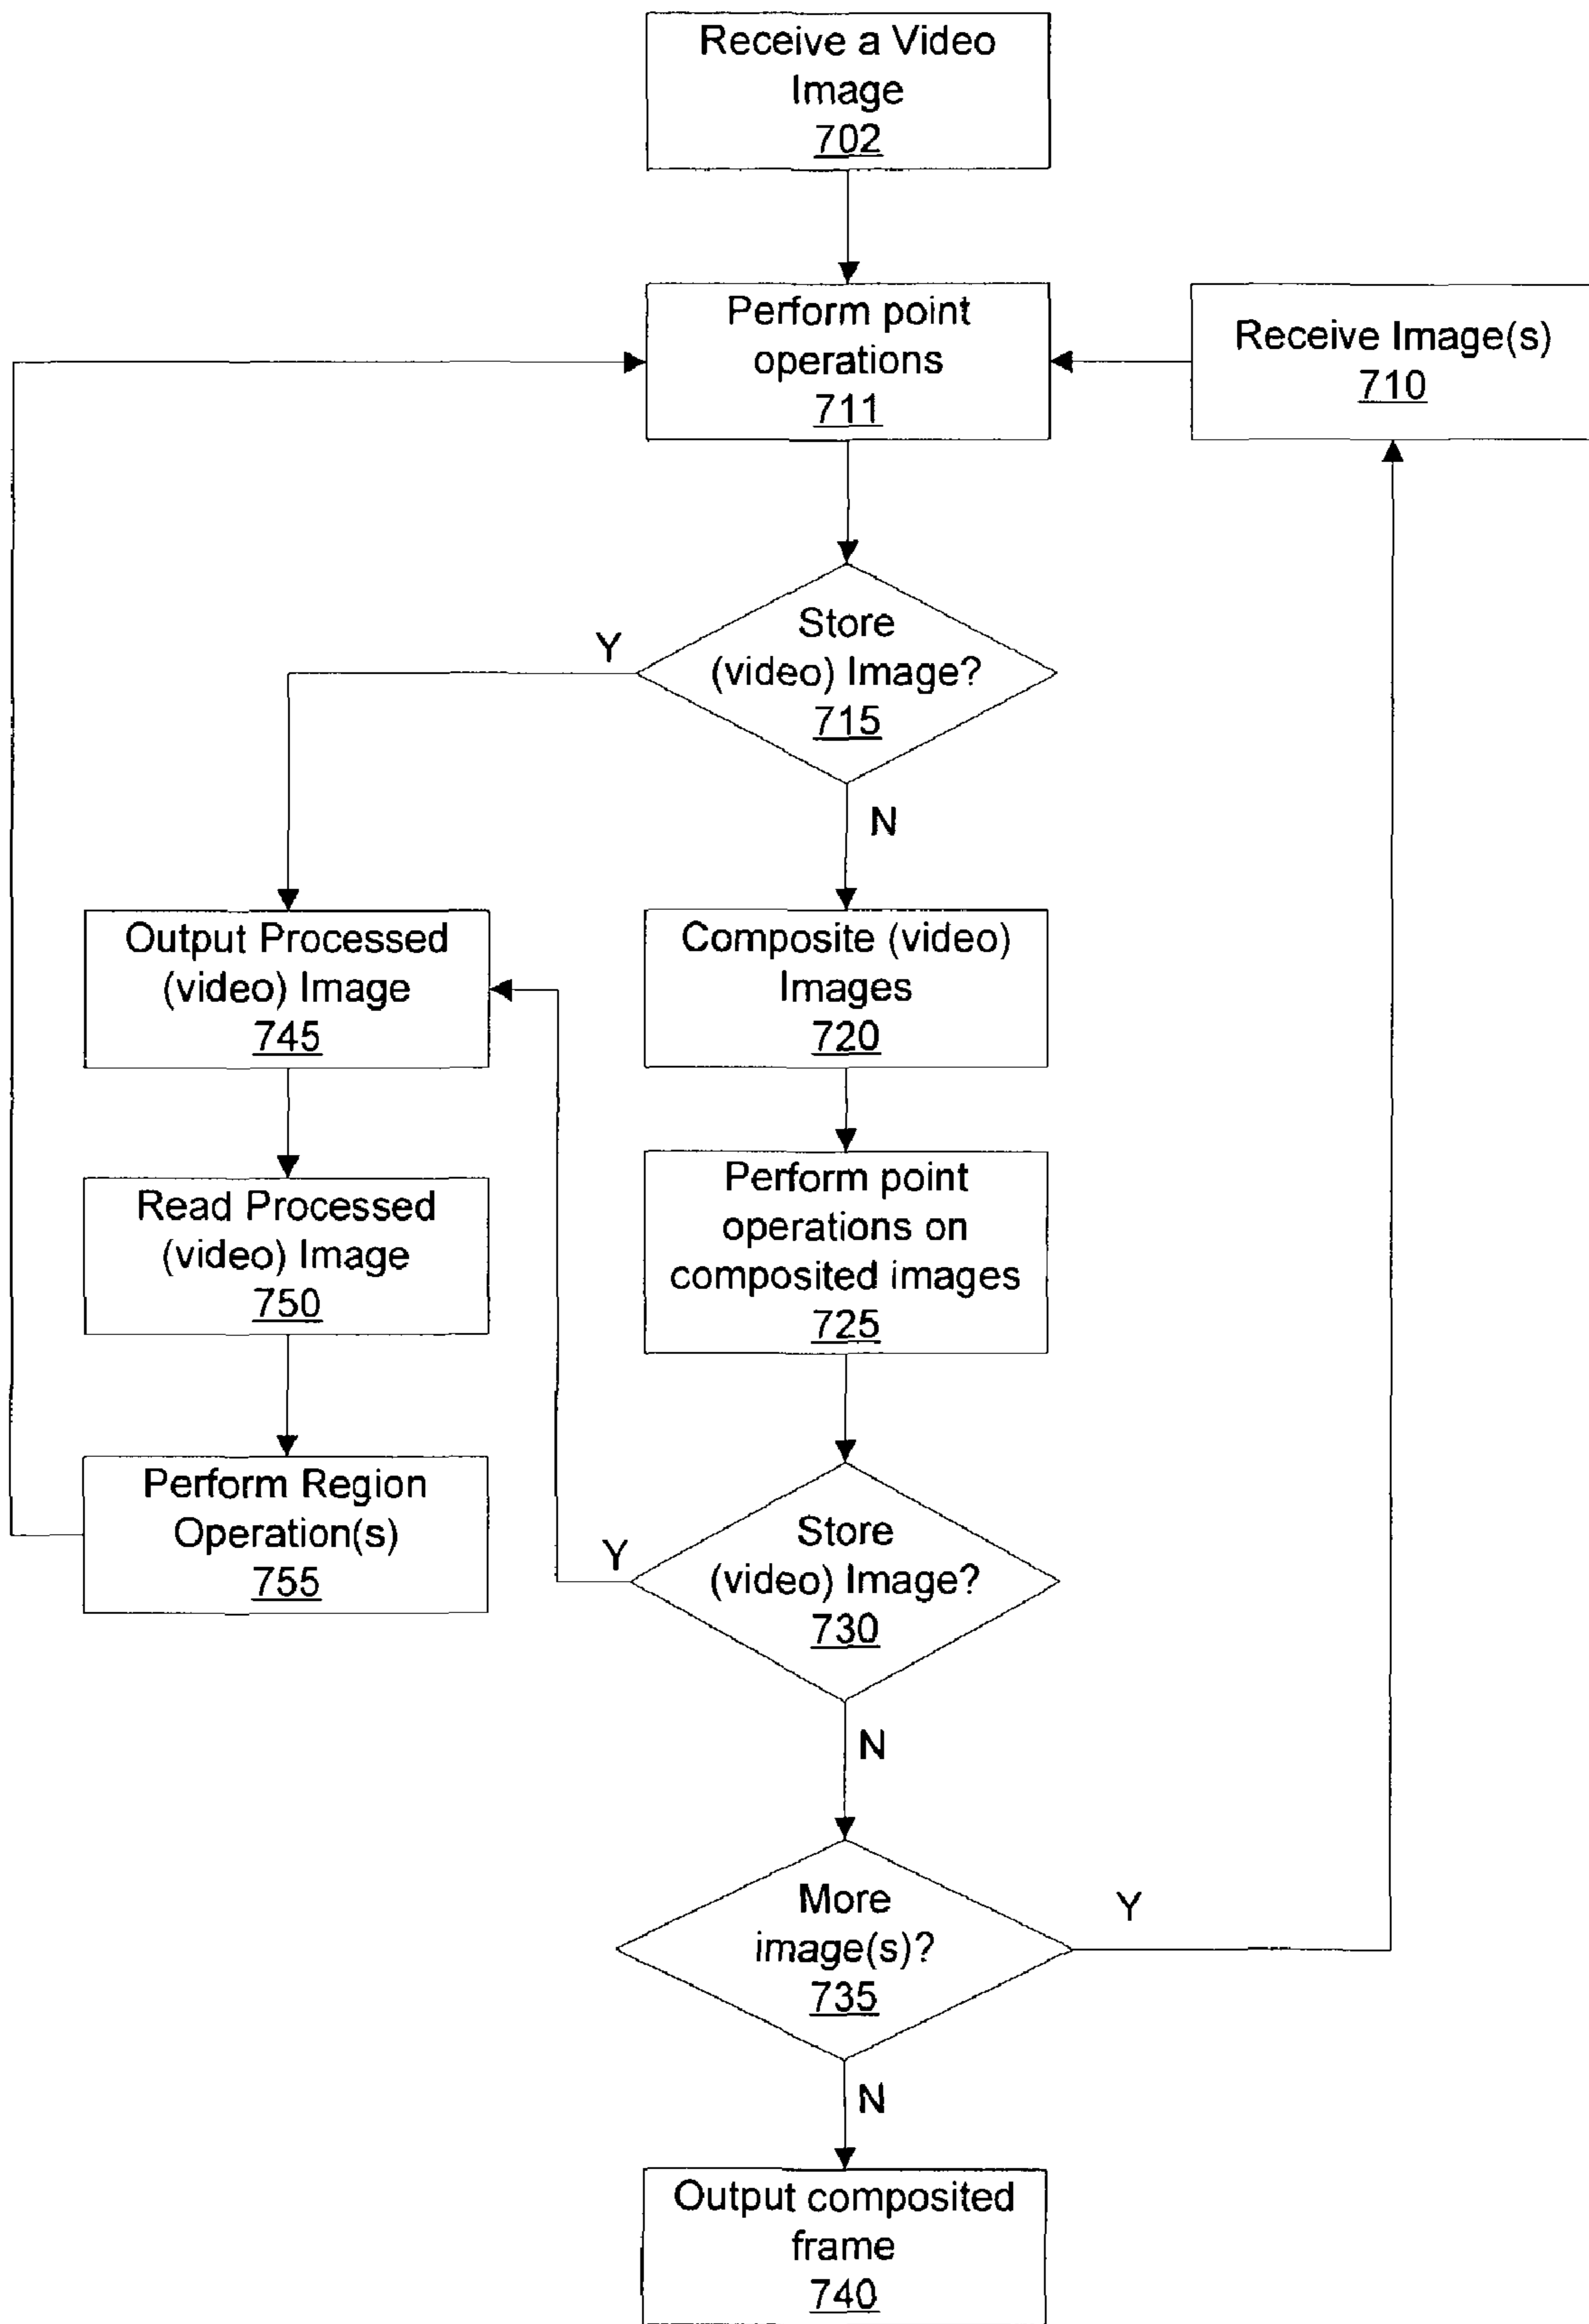 Receive a Video
Image
702
Perform point
operations
711
Receive Image(s)
710
Store
(video) Image?
715
Y
N
Output Processed
(video) Image
745
Composite (video)
Images
720
Read Processed
(video) Image
750
Perform point
operations on
composited images
725
Perform Region
Operation(s)
755
Store
(video) Image?
730
Y
N
More
image(s)?
735
Y
N
Output composited
frame
740